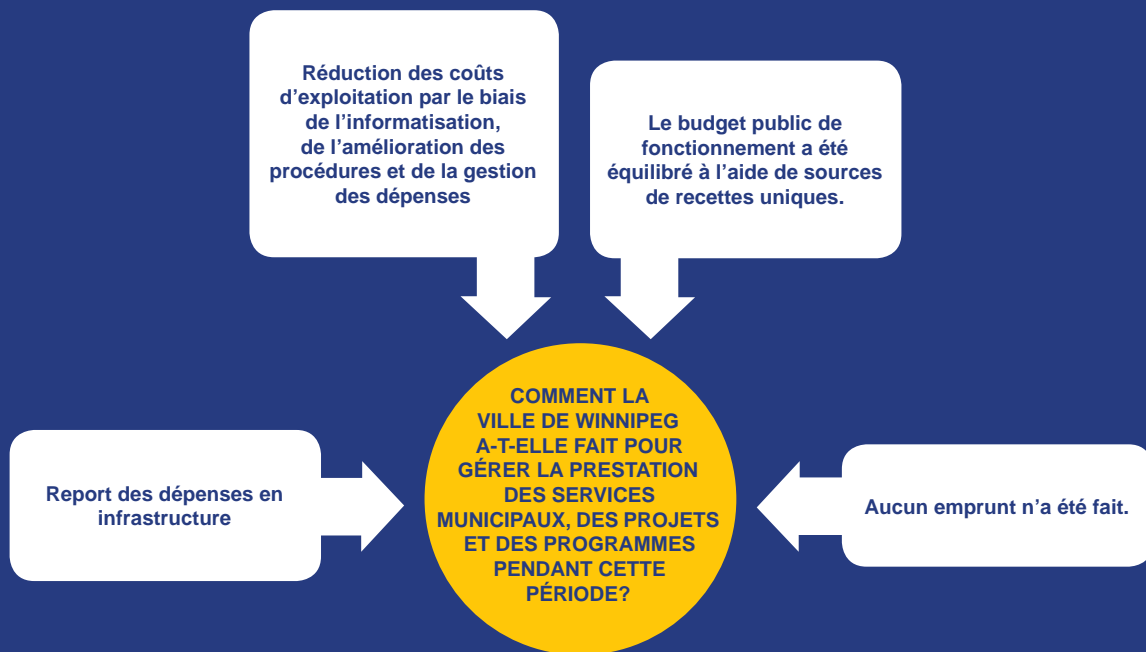 Réduction des coûts
d’exploitation par le biais
de l’informatisation,
de l’amélioration des
procédures et de la gestion
des dépenses
Le budget public de
fonctionnement a été
équilibré à l’aide de sources
de recettes uniques.
Report des dépenses en
infrastructure
COMMENT LA
VILLE DE WINNIPEG
A-T-ELLE FAIT POUR
GÉRER LA PRESTATION
DES SERVICES
MUNICIPAUX, DES PROJETS
ET DES PROGRAMMES
PENDANT CETTE
PÉRIODE?
Aucun emprunt n’a été fait.